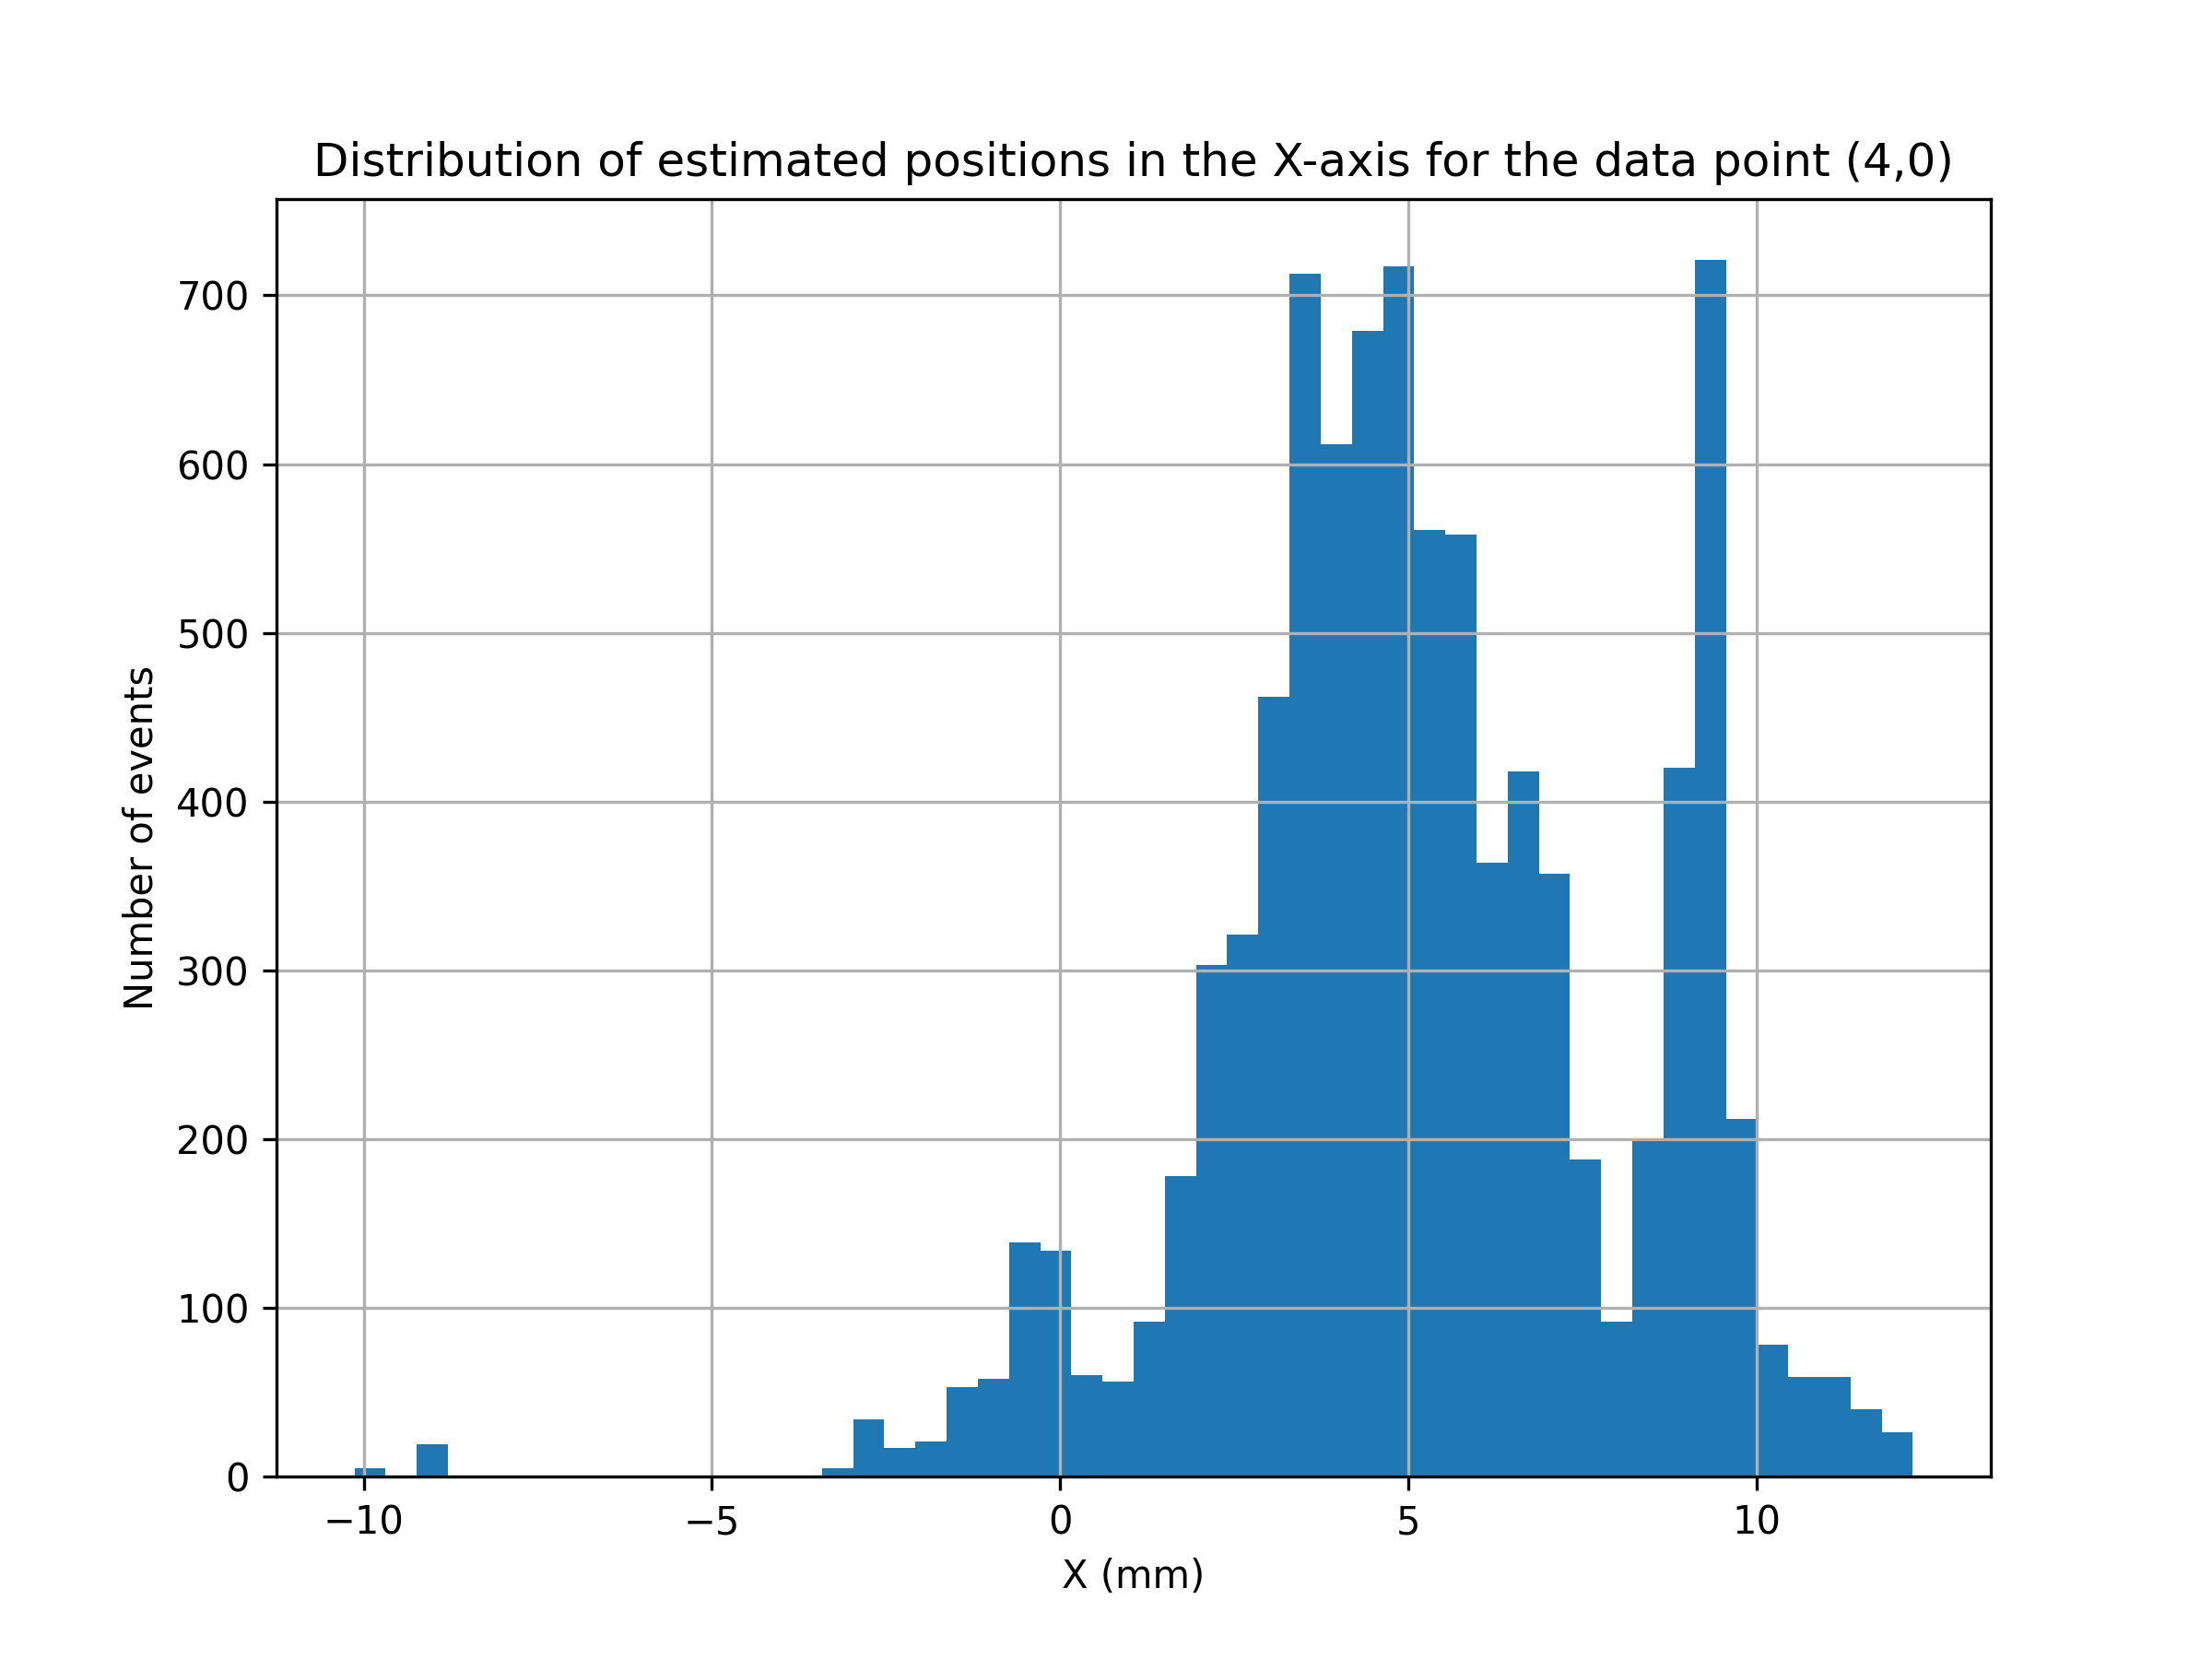 Distribution of estimated positions in the X-axis for the data point (4,0)
700
600
500
400
300
200
100
0
Number of events
−10 −5 0 5 10
X (mm)